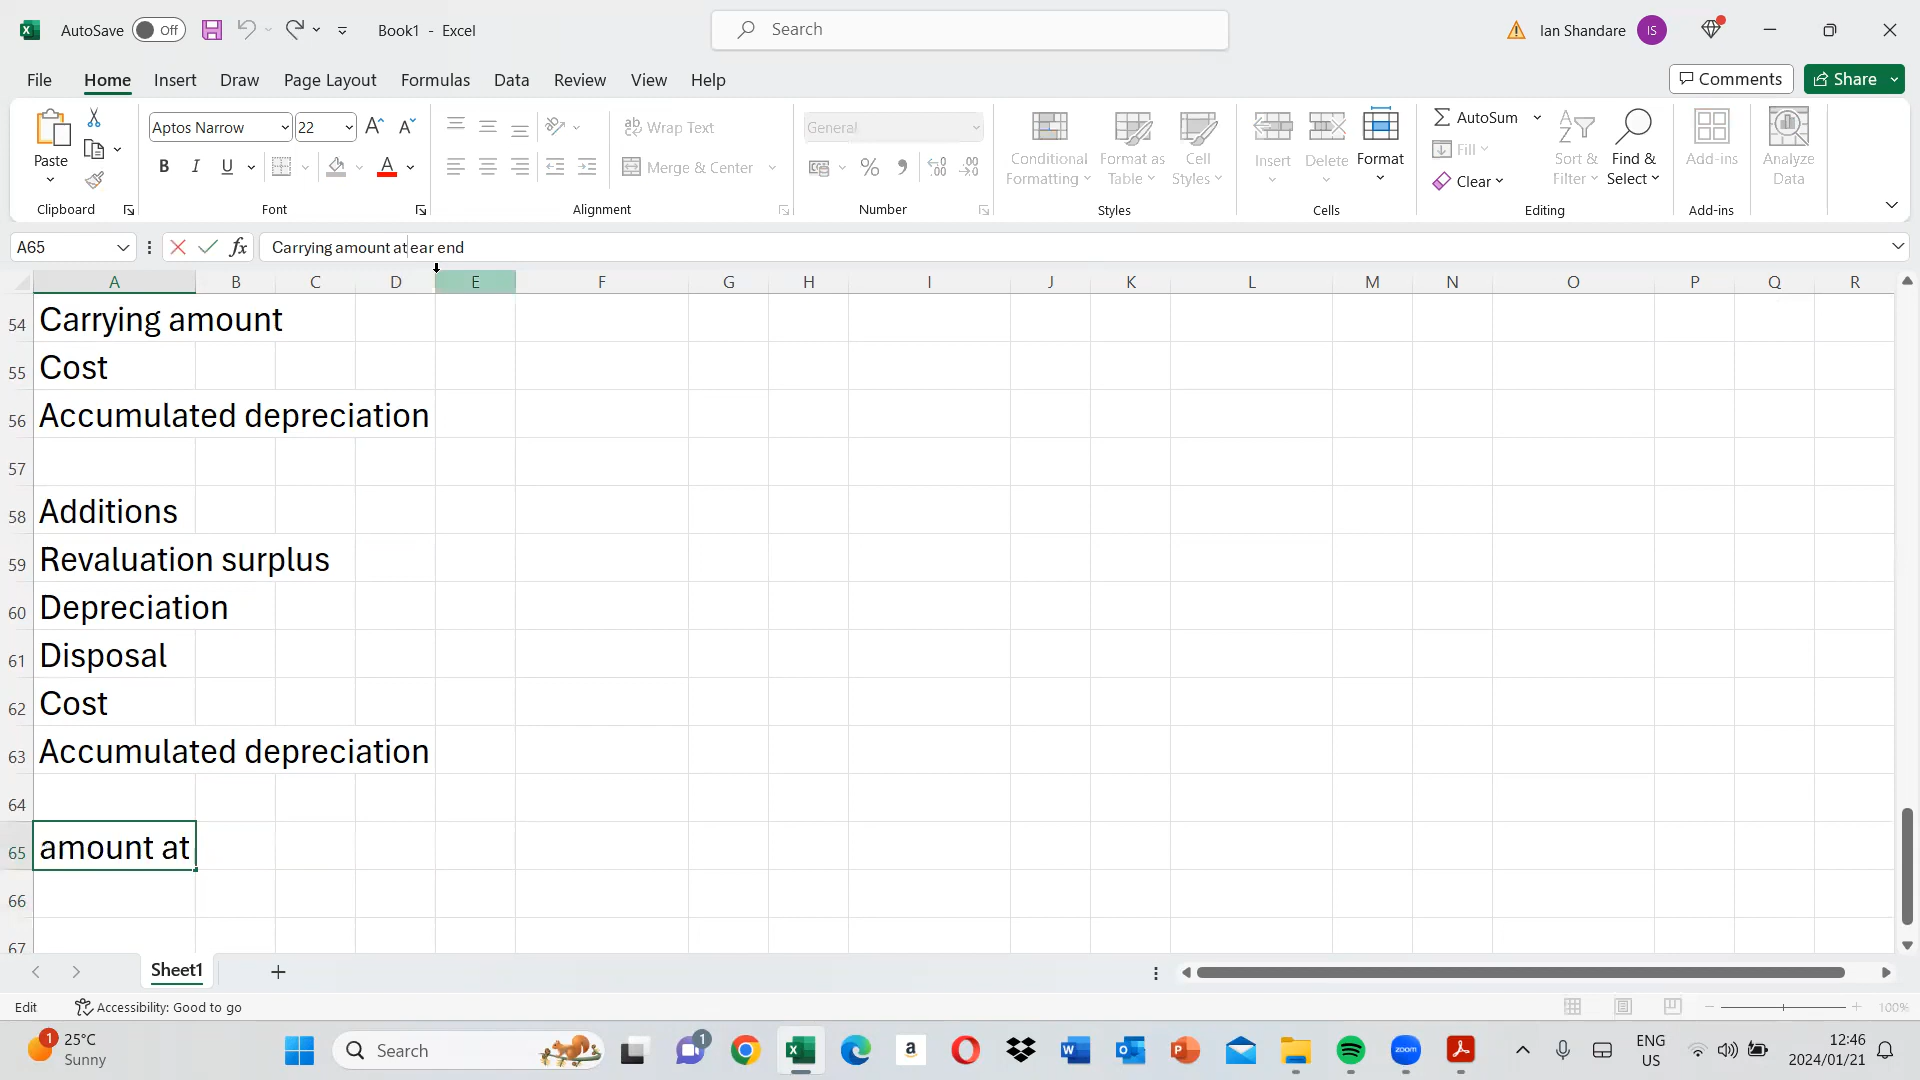 AutoSave Off Book1 - Excel Search Ian Shandare IS
File Home Insert Draw Page Layout Formulas Data Review View Help Comments Share
Paste Aptos Narrow 22 Wrap Text General Conditional Formatting Format as Table Cell Styles Insert Delete Format AutoSum Fill Clear Sort & Filter Find & Select Add-ins Analyze Data
B I U Merge & Center
Clipboard Font Alignment Number Styles Cells Editing Add-ins
A65 fx Carrying amount at ear end
A B C D E F G H I J K L M N O P Q R
54 Carrying amount
55 Cost
56 Accumulated depreciation
57
58 Additions
59 Revaluation surplus
60 Depreciation
61 Disposal
62 Cost
63 Accumulated depreciation
64
65 amount at
66
67
Sheet1
Edit Accessibility: Good to go 100%
1 25°C Sunny Search 1 ENG US 12:46 2024/01/21